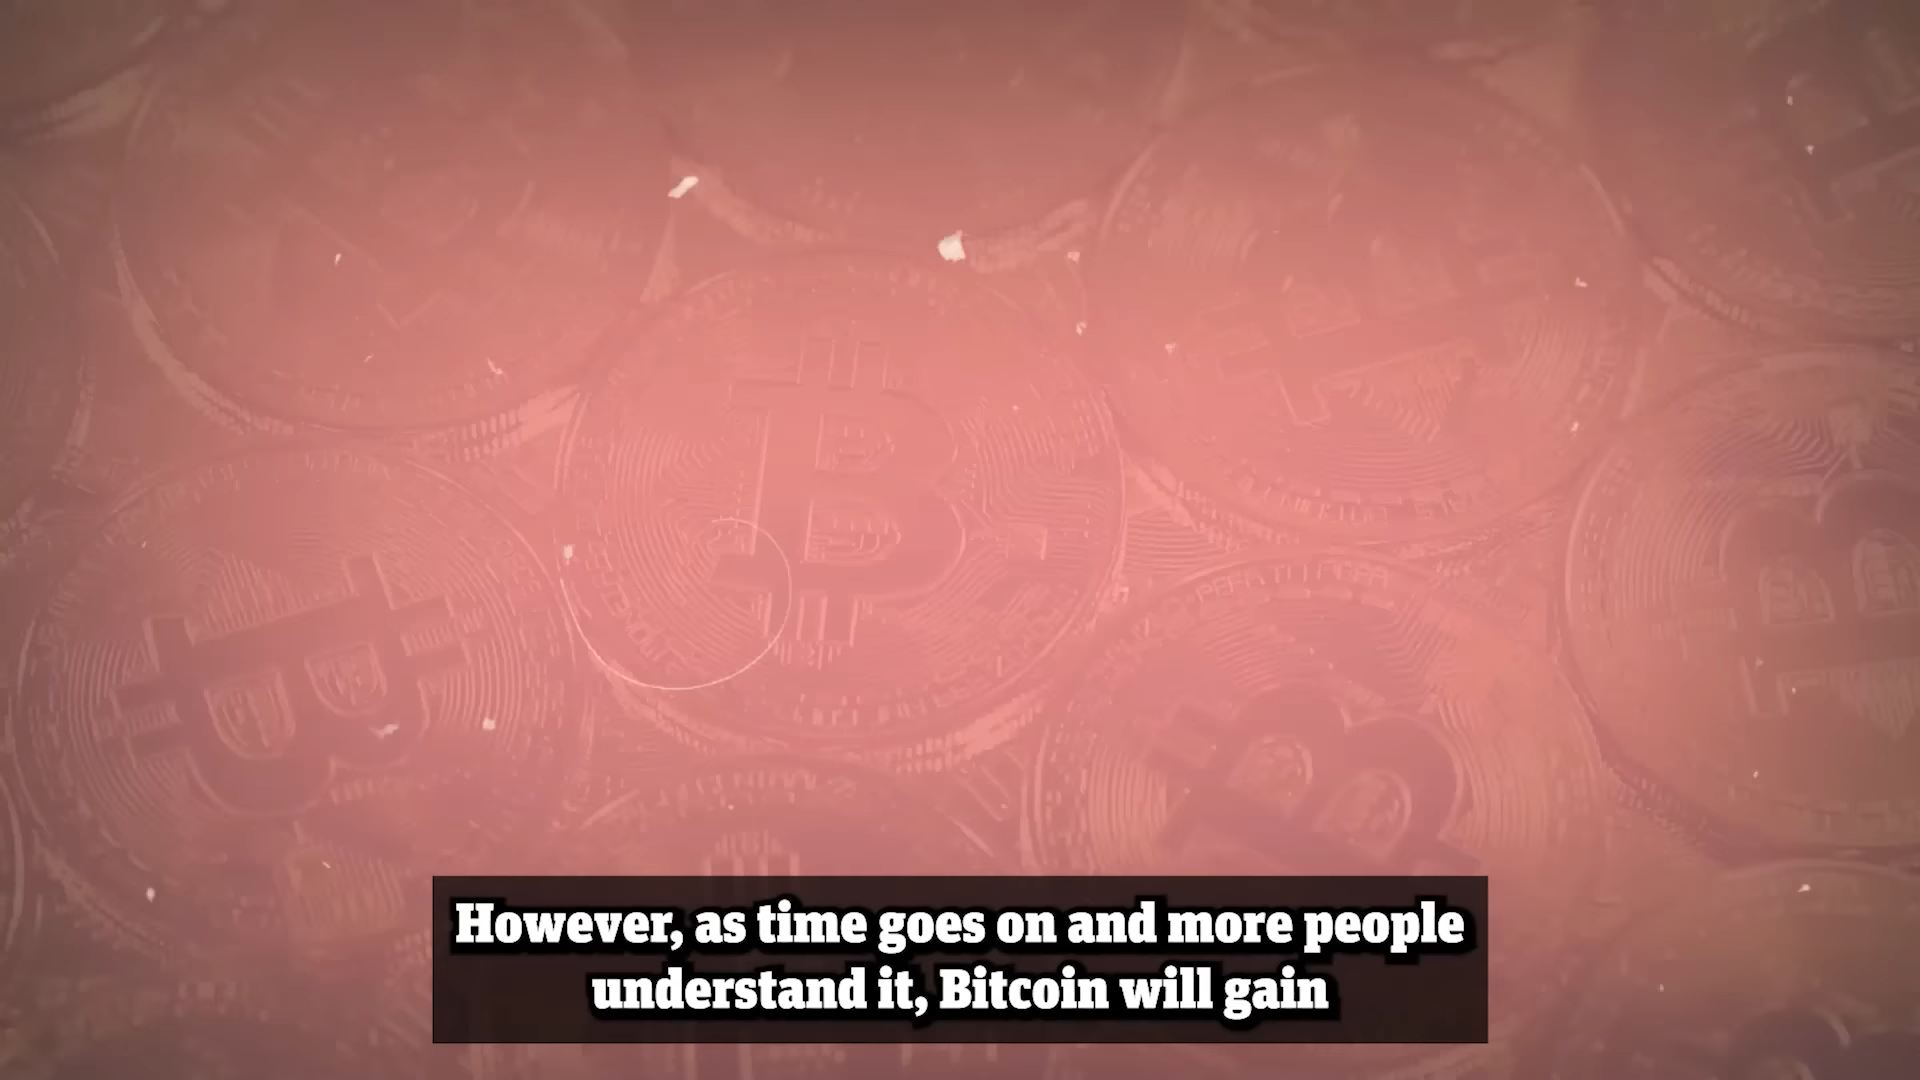 However, as time goes on and more people
understand it, Bitcoin will gain